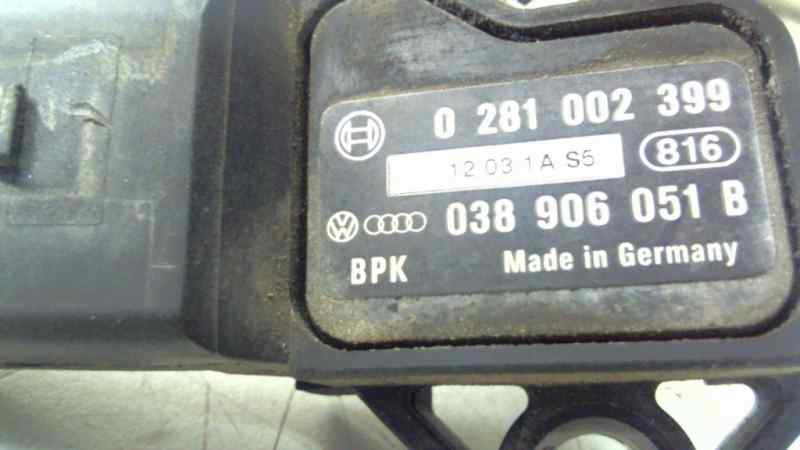 0 281 002 399
12 03 1A S5
816
038 906 051 B
BPK Made in Germany